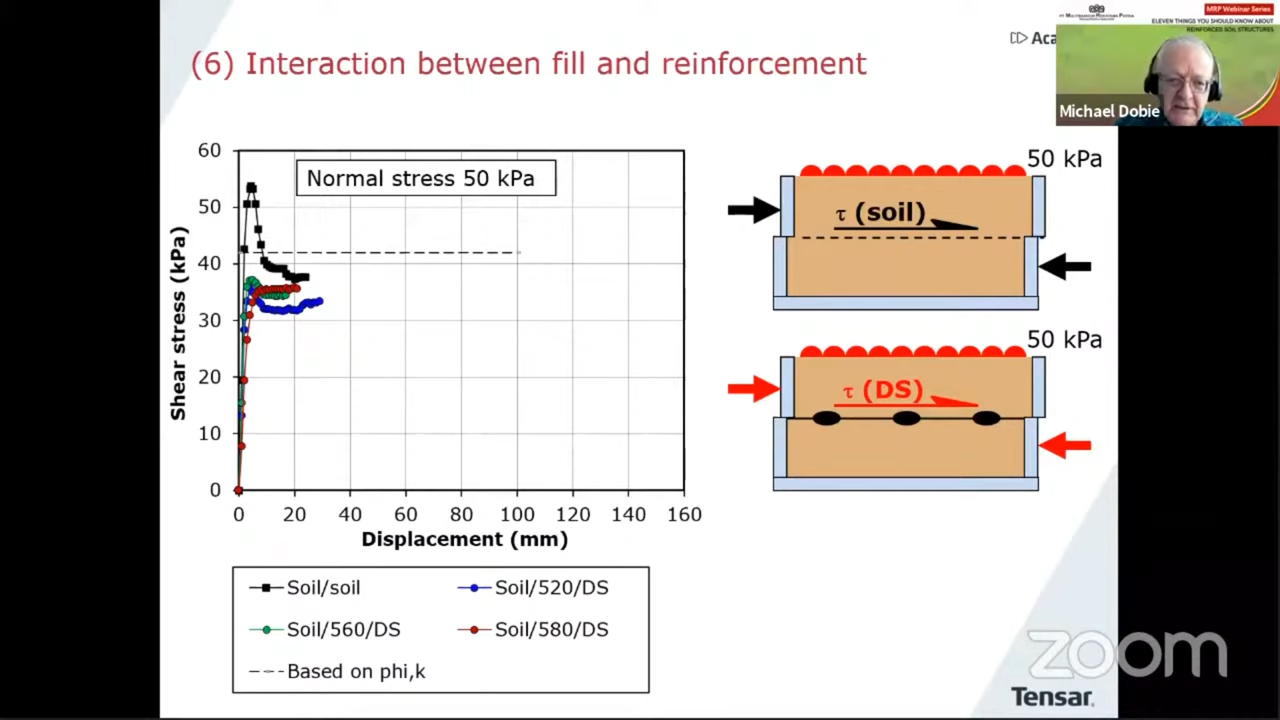 (6) Interaction between fill and reinforcement
MRP Webinar Series
ELEVEN THINGS YOU SHOULD KNOW ABOUT
REINFORCED SOIL STRUCTURES
Michael Dobie
Normal stress 50 kPa
Shear stress (kPa)
60
50
40
30
20
10
0
0 20 40 60 80 100 120 140 160
Displacement (mm)
Soil/soil
Soil/520/DS
Soil/560/DS
Soil/580/DS
Based on phi,k
50 kPa
τ (soil)
50 kPa
τ (DS)
zoom
Tensar